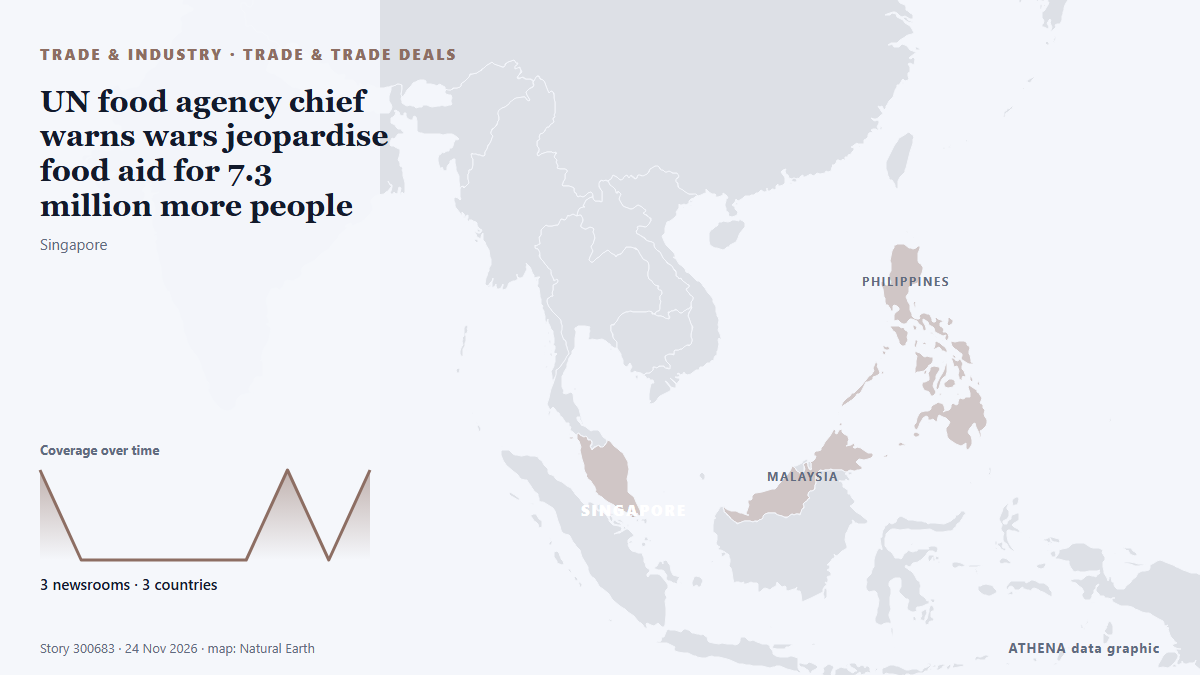 TRADE & INDUSTRY · TRADE & TRADE DEALS
UN food agency chief
warns wars jeopardise
food aid for 7.3
million more people
Singapore
PHILIPPINES
MALAYSIA
SINGAPORE
Coverage over time
3 newsrooms · 3 countries
Story 300683 · 24 Nov 2026 · map: Natural Earth
ATHENA data graphic